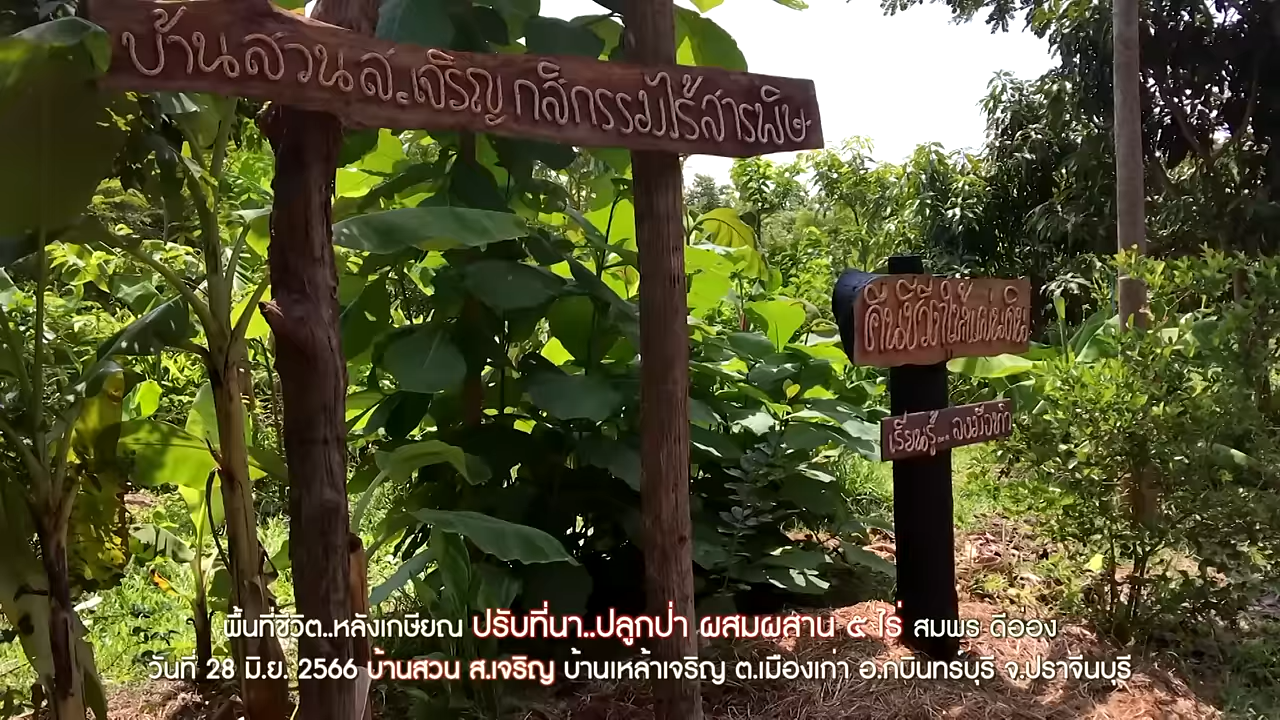 บ้านสวน ส.เจริญ กสิกรรมไร้สารพิษ
คืนชีวิตให้แผ่นดิน
เรียนรู้... ลงมือทำ
พื้นที่ชีวิต..หลังเกษียณ ปรับที่นา..ปลูกป่า ผสมผสาน ๕ ไร่ สมพร ดีออง
วันที่ 28 มิ.ย. 2566 บ้านสวน ส.เจริญ บ้านเหล้าเจริญ ต.เมืองเก่า อ.กบินทร์บุรี จ.ปราจีนบุรี